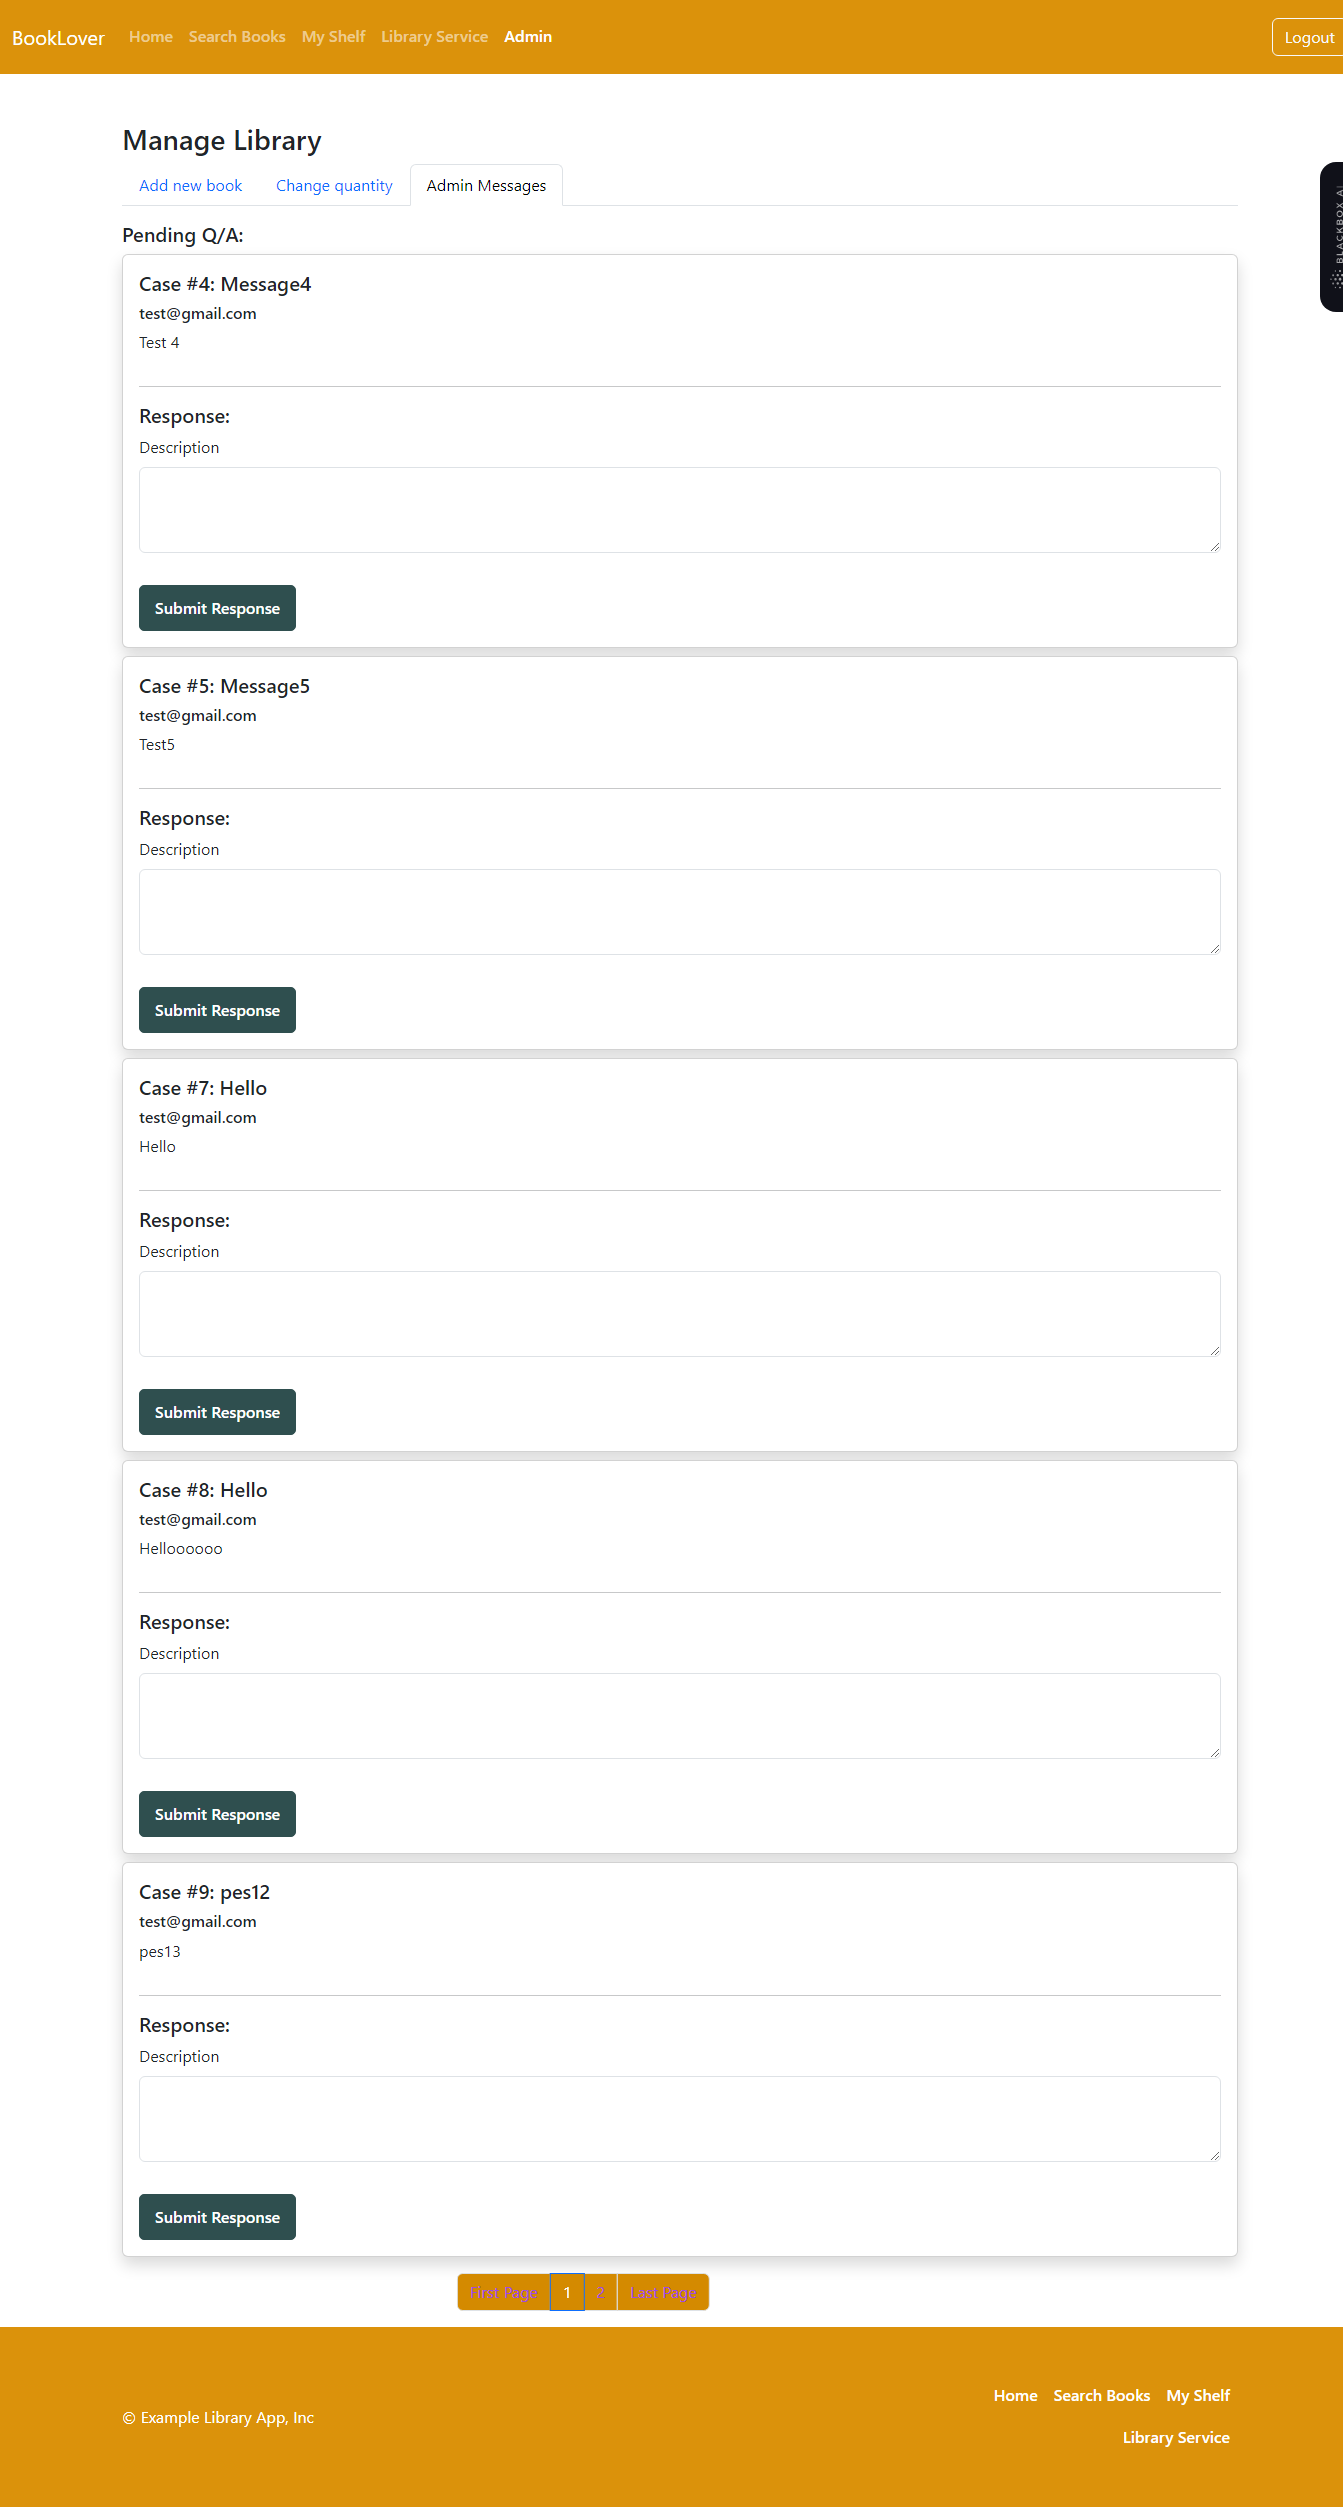 BookLover Home Search Books My Shelf Library Service Admin Logout
Manage Library
Add new book Change quantity Admin Messages
BLACKBOX AI
Pending Q/A:
Case #4: Message4
test@gmail.com
Test 4
Response:
Description
Submit Response
Case #5: Message5
test@gmail.com
Test5
Response:
Description
Submit Response
Case #7: Hello
test@gmail.com
Hello
Response:
Description
Submit Response
Case #8: Hello
test@gmail.com
Helloooooo
Response:
Description
Submit Response
Case #9: pes12
test@gmail.com
pes13
Response:
Description
Submit Response
First Page 1 2 Last Page
Home Search Books My Shelf
© Example Library App, Inc
Library Service